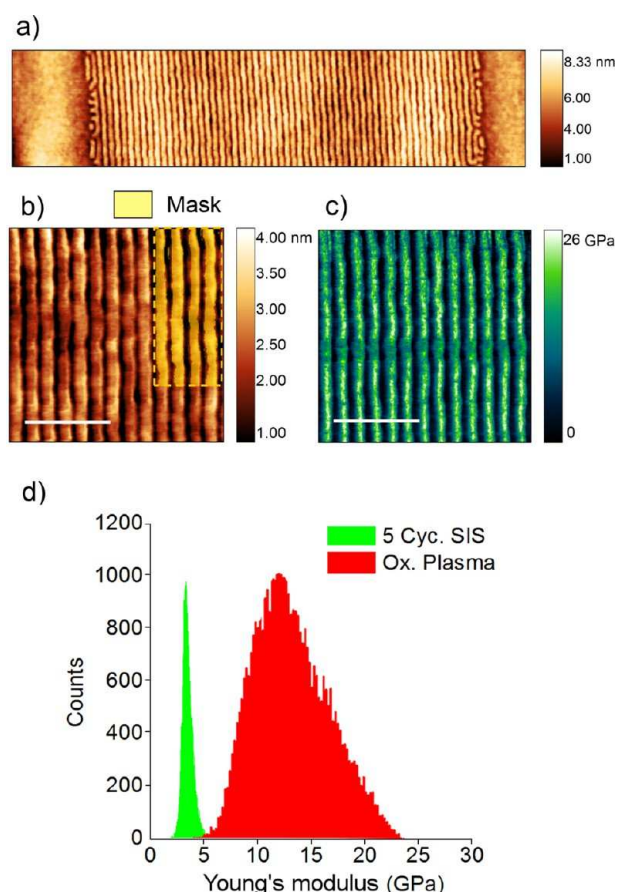 a)
8.33 nm
6.00
4.00
1.00
b)
Mask
c)
4.00 nm
3.50
3.00
2.50
2.00
1.00
26 GPa
0
d)
1200
1000
800
600
400
200
0
Counts
5 Cyc. SIS
Ox. Plasma
0 5 10 15 20 25 30
Young's modulus (GPa)